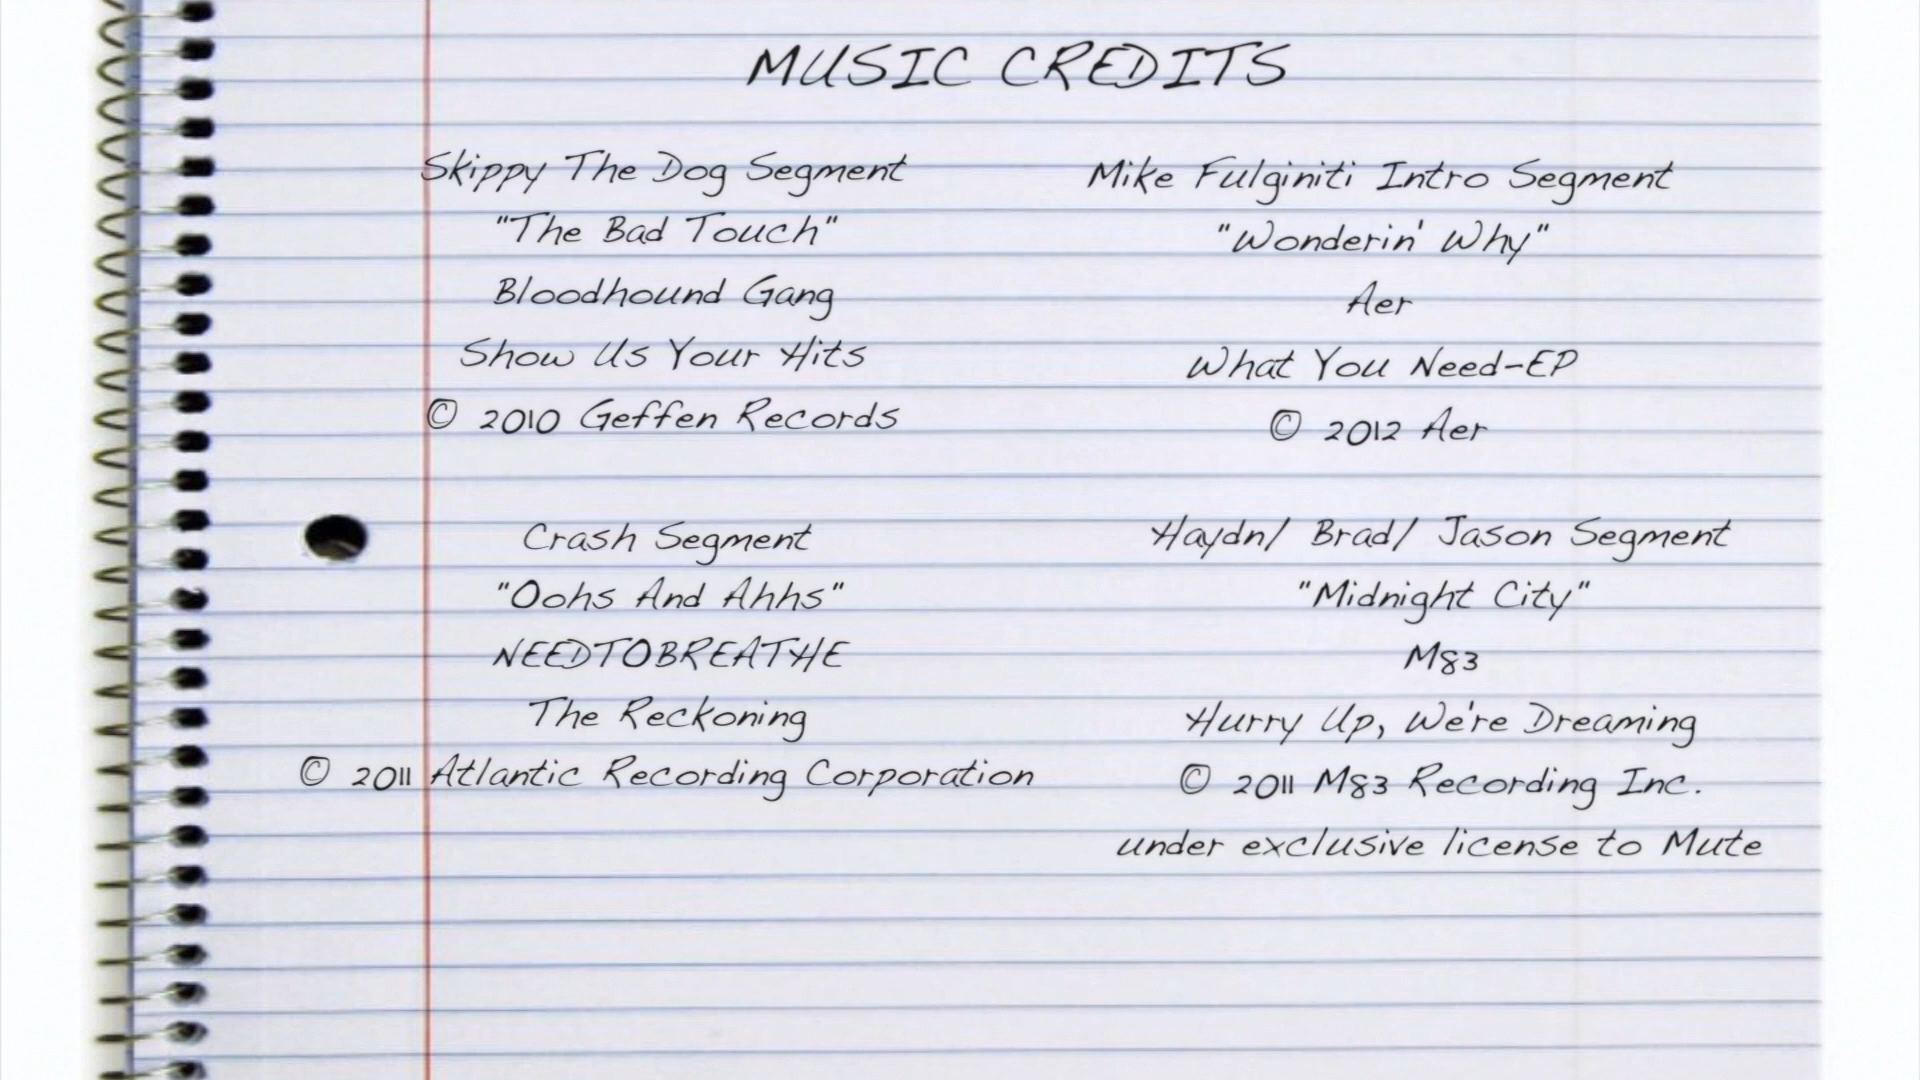 MUSIC CREDITS
Skippy The Dog Segment
"The Bad Touch"
Bloodhound Gang
Show Us Your Hits
© 2010 Geffen Records
Mike Fulginiti Intro Segment
"Wonderin' Why"
Aer
What You Need-EP
© 2012 Aer
Crash Segment
"Oohs And Ahhs"
NEEDTOBREATHE
The Reckoning
© 2011 Atlantic Recording Corporation
Haydn/ Brad/ Jason Segment
"Midnight City"
M83
Hurry Up, We're Dreaming
© 2011 M83 Recording Inc.
under exclusive license to Mute